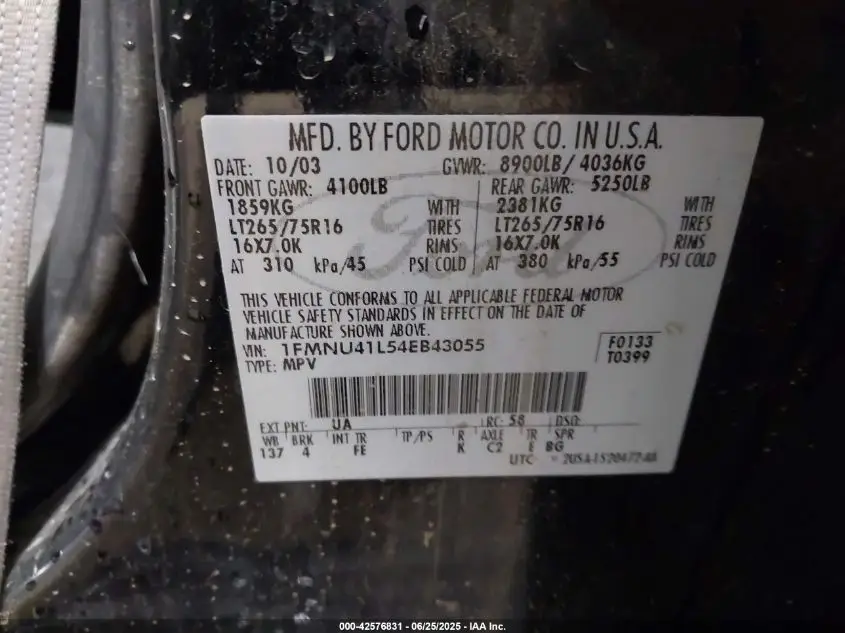 MFD. BY FORD MOTOR CO. IN U.S.A.
DATE: 10/03 GVWR: 8900LB/ 4036KG
FRONT GAWR: 4100LB REAR GAWR: 5250LB
1859KG WITH 2381KG WITH
LT265/75R16 TIRES LT265/75R16 TIRES
16X7.0K RIMS 16X7.0K RIMS
AT 310 kPa/45 PSI COLD AT 380 kPa/55 PSI COLD
Ford
THIS VEHICLE CONFORMS TO ALL APPLICABLE FEDERAL MOTOR
VEHICLE SAFETY STANDARDS IN EFFECT ON THE DATE OF
MANUFACTURE SHOWN ABOVE.
VIN: 1FMNU41L54EB43055 F0133
TYPE: MPV T0399
EXT PNT: UA RC: 58 DSO:
WB BRK INT TR TP/PS R AXLE TR SPR
137 4 FE K C2 E BG
UTC
000-42576831 - 06/25/2025 - IAA Inc.